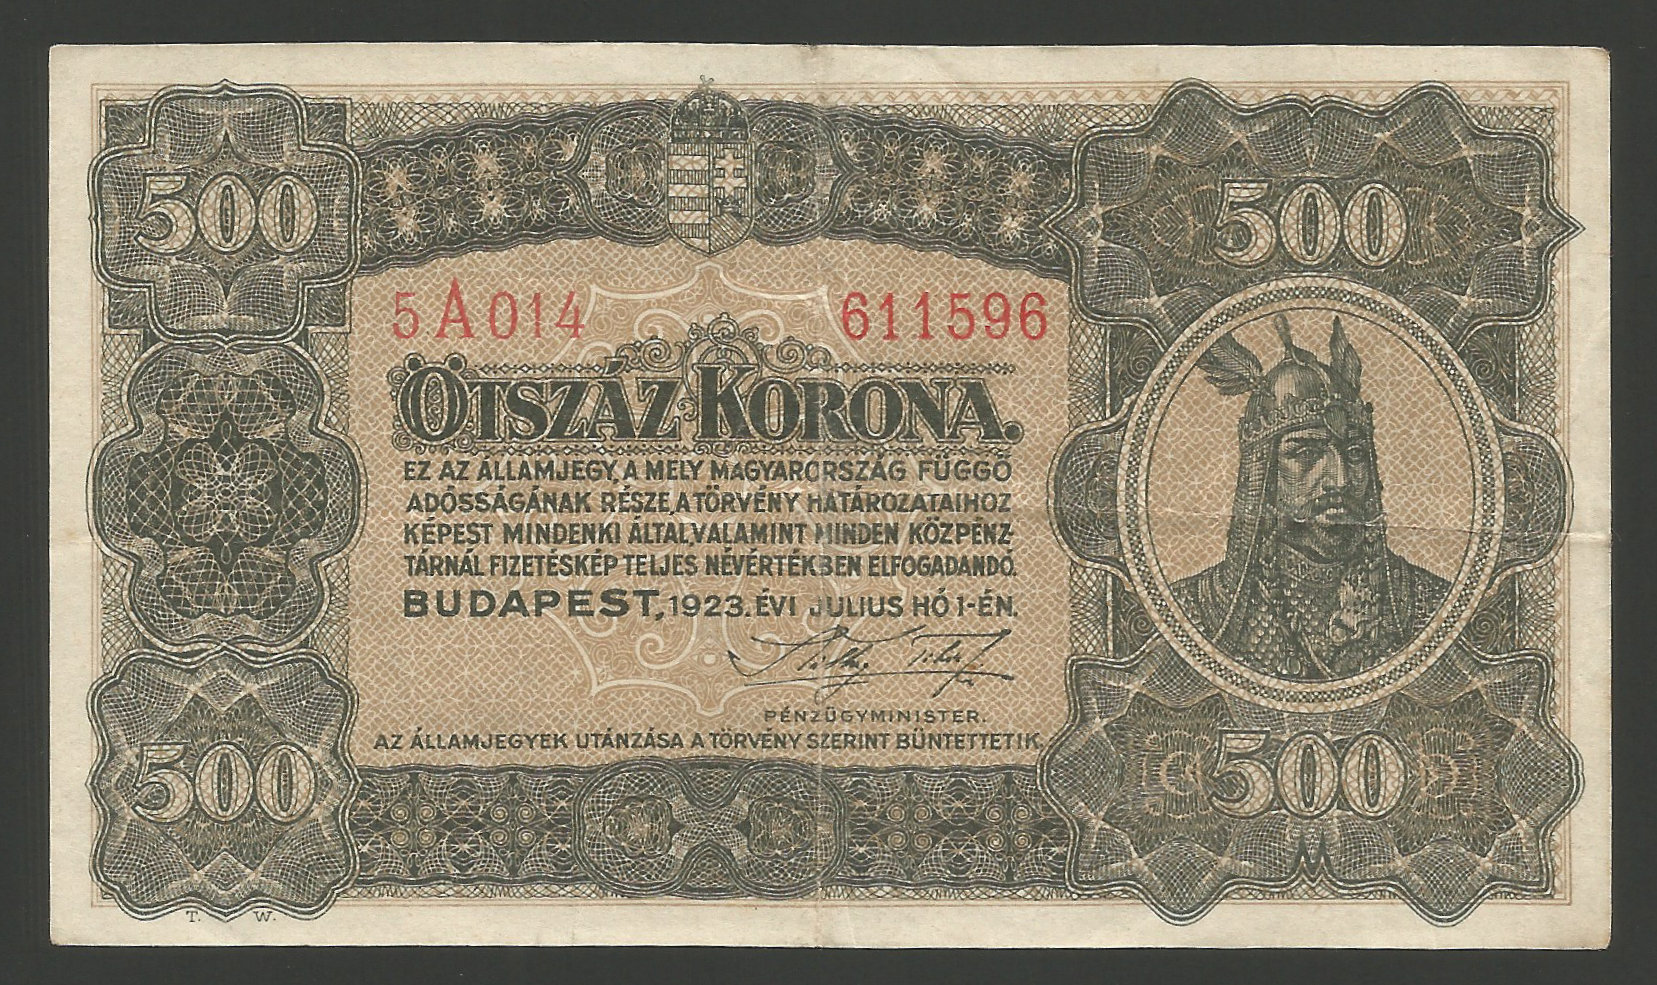 500
500
5A014 611596
ÖTSZÁZ KORONA.
EZ AZ ÁLLAMJEGY, A MELY MAGYARORSZÁG FÜGGŐ
ADÓSSÁGÁNAK RÉSZE, A TÖRVÉNY HATÁROZATAIHOZ
KÉPEST MINDENKI ÁLTAL VALAMINT MINDEN KÖZPÉNZ-
TÁRNÁL FIZETÉSKÉP TELJES NÉVÉRTÉKBEN ELFOGADANDÓ.
BUDAPEST, 1923. ÉVI JULIUS HÓ 1-ÉN.
PÉNZÜGYMINISTER.
AZ ÁLLAMJEGYEK UTÁNZÁSA A TÖRVÉNY SZERINT BÜNTETTETIK.
500
500
T. W.